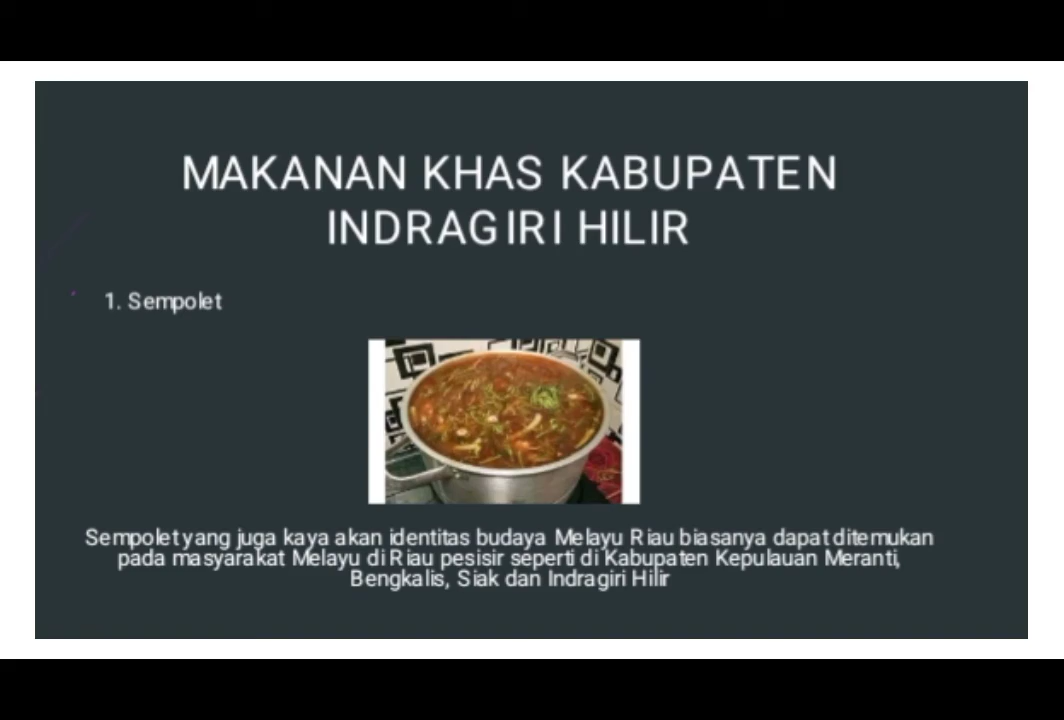 MAKANAN KHAS KABUPATEN
INDRAGIRI HILIR
1. Sempolet
Sempolet yang juga kaya akan identitas budaya Melayu Riau biasanya dapat ditemukan
pada masyarakat Melayu di Riau pesisir seperti di Kabupaten Kepulauan Meranti,
Bengkalis, Siak dan Indragiri Hilir